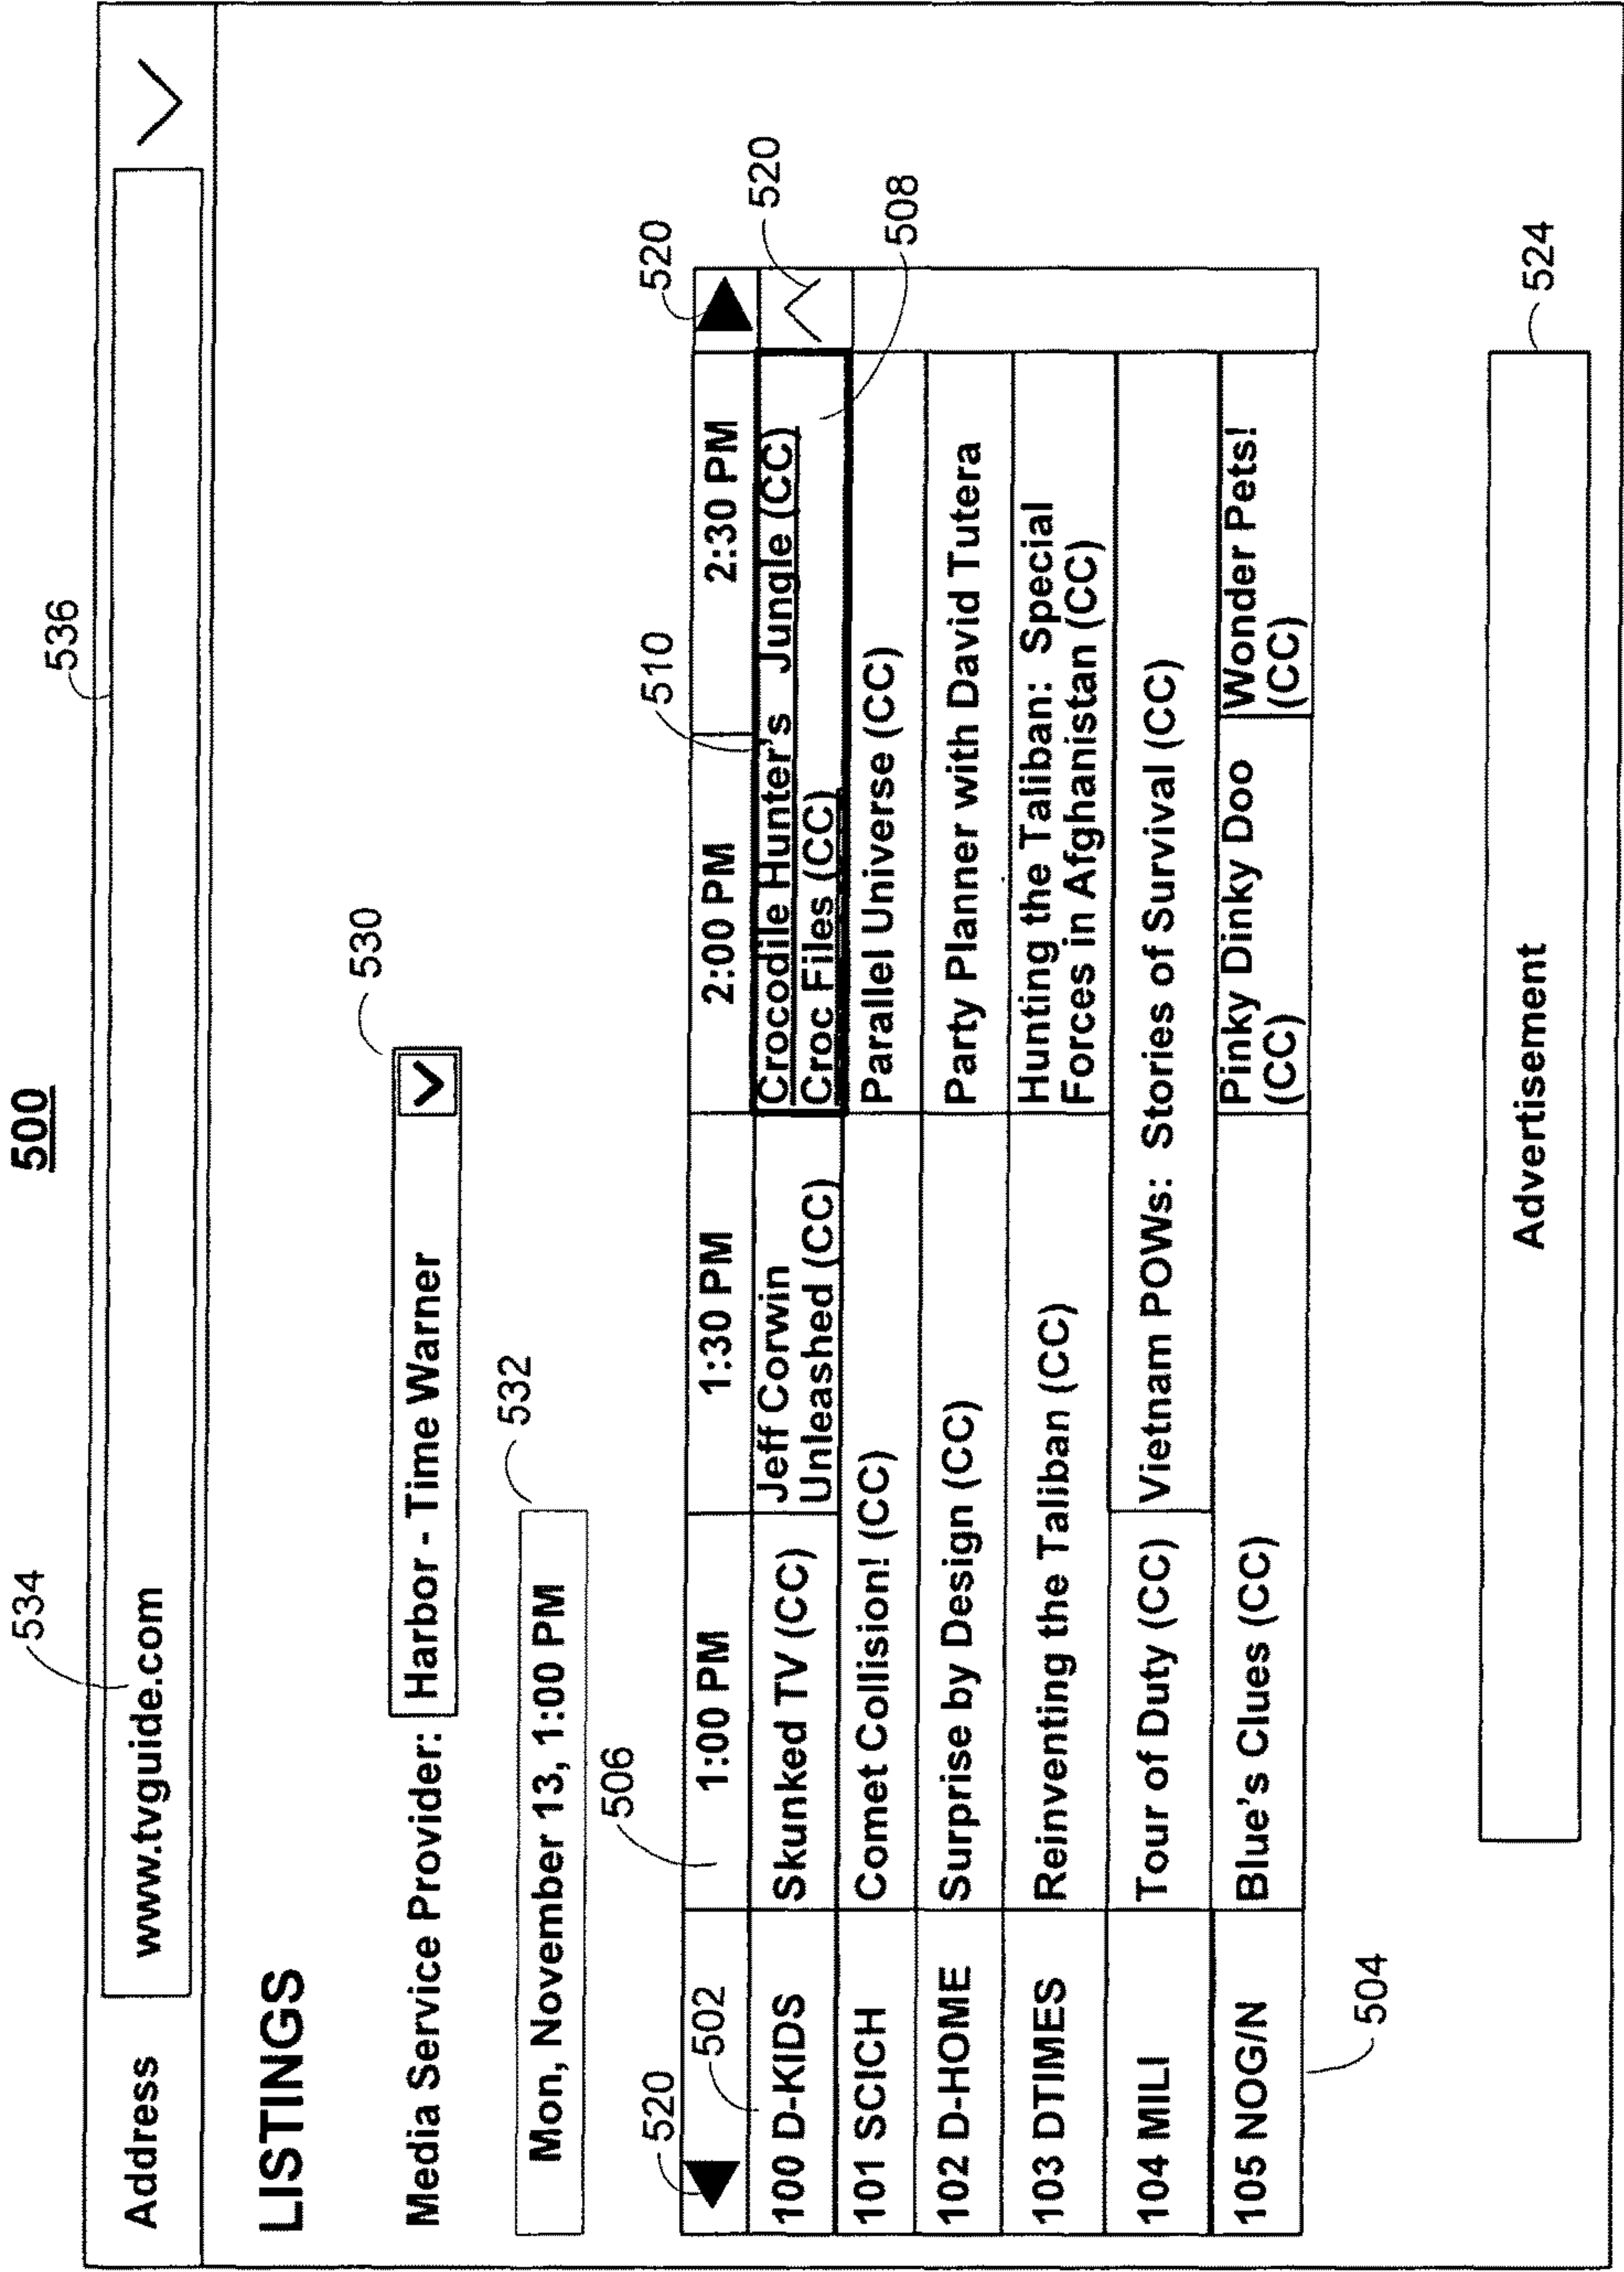 500
534
536
Address www.tvguide.com
LISTINGS
530
Media Service Provider: Harbor - Time Warner
532
Mon, November 13, 1:00 PM
520
502
506
510
520
1:00 PM 1:30 PM 2:00 PM 2:30 PM
520
100 D-KIDS Skunked TV (CC) Jeff Corwin Crocodile Hunter's Jungle (CC)
Unleashed (CC) Croc Files (CC)
508
101 SCICH Comet Collision! (CC) Parallel Universe (CC)
102 D-HOME Surprise by Design (CC) Party Planner with David Tutera
103 DTIMES Reinventing the Taliban (CC) Hunting the Taliban: Special
Forces in Afghanistan (CC)
104 MILI Tour of Duty (CC) Vietnam POWs: Stories of Survival (CC)
105 NOG/N Blue's Clues (CC) Pinky Dinky Doo Wonder Pets!
(CC) (CC)
504
524
Advertisement